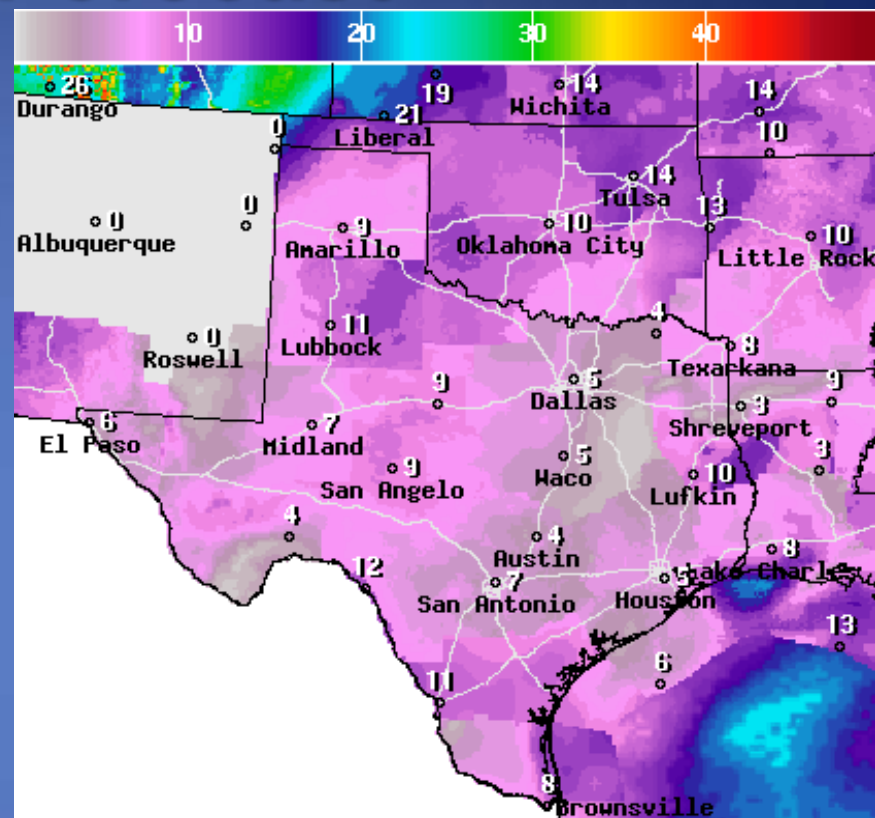 10 20 30 40
26
Durango
0
21
Liberal
19
14
Wichita
14
10
14
Tulsa
0
Albuquerque
0
9
Amarillo
10
Oklahoma City
13
10
Little Rock
0
Roswell
11
Lubbock
4
8
Texarkana
6
Dallas
9
3
Shreveport
9
6
El Paso
7
Midland
9
San Angelo
5
Waco
10
Lufkin
3
4
4
Austin
8
Lake Charles
12
7
San Antonio
5
Houston
13
6
11
8
Brownsville